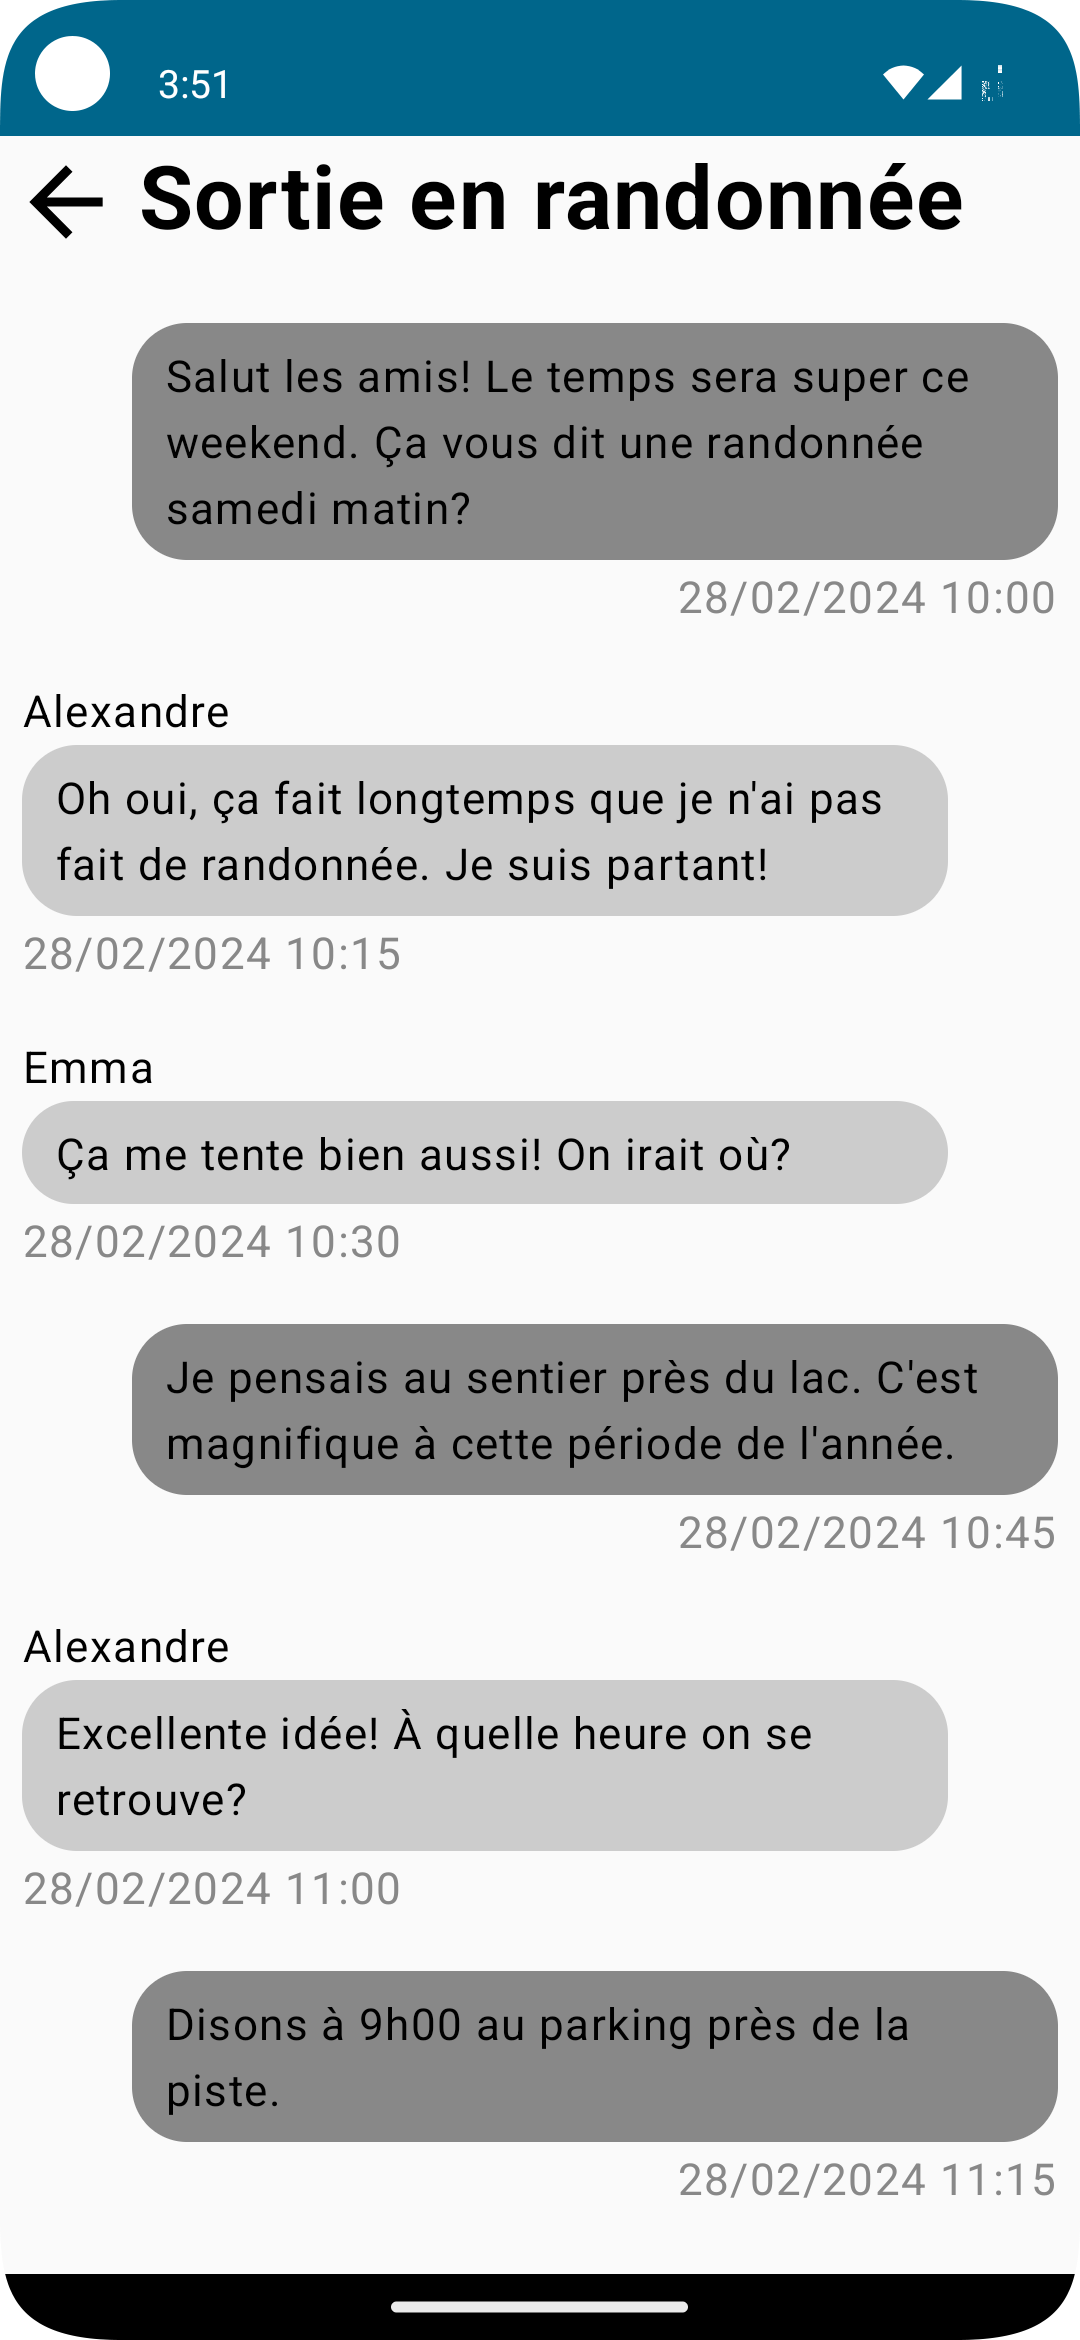 3:51
Sortie en randonnée
Salut les amis! Le temps sera super ce
weekend. Ça vous dit une randonnée
samedi matin?
28/02/2024 10:00
Alexandre
Oh oui, ça fait longtemps que je n'ai pas
fait de randonnée. Je suis partant!
28/02/2024 10:15
Emma
Ça me tente bien aussi! On irait où?
28/02/2024 10:30
Je pensais au sentier près du lac. C'est
magnifique à cette période de l'année.
28/02/2024 10:45
Alexandre
Excellente idée! À quelle heure on se
retrouve?
28/02/2024 11:00
Disons à 9h00 au parking près de la
piste.
28/02/2024 11:15